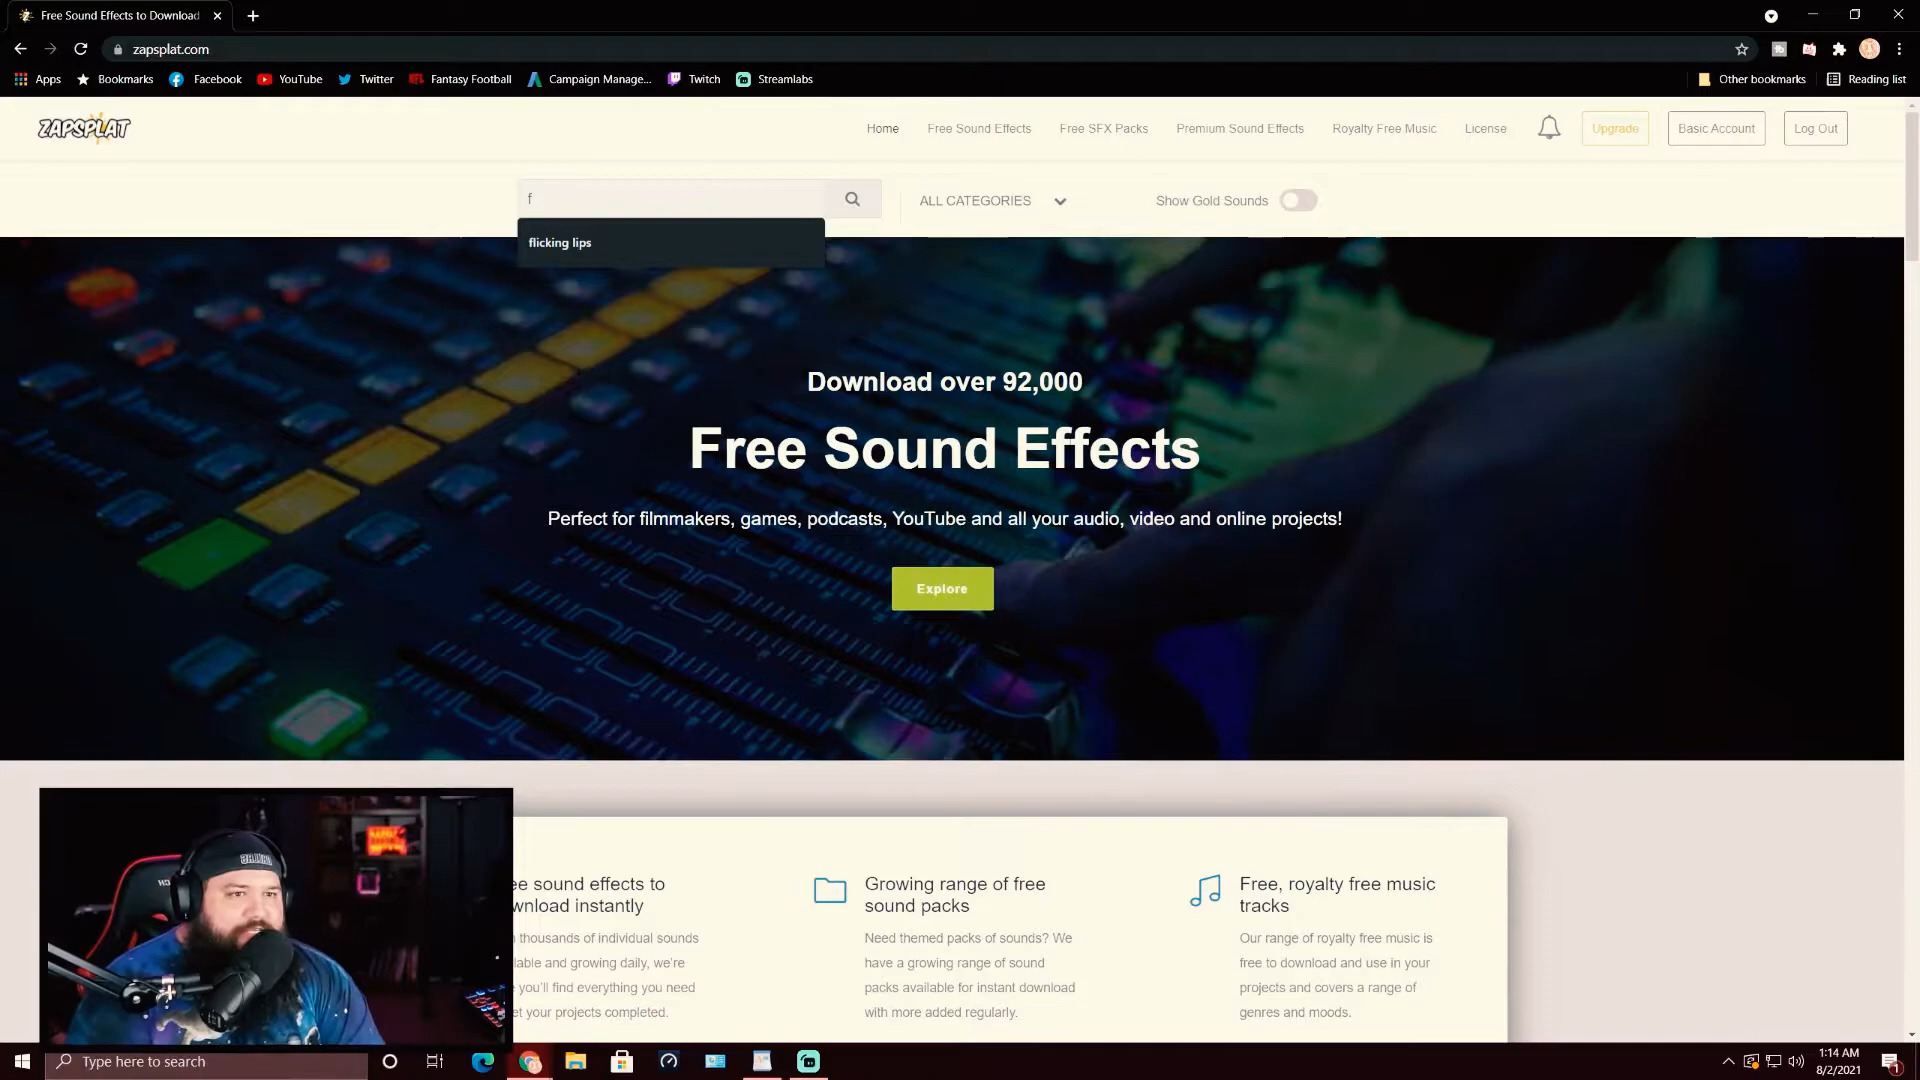 Free Sound Effects to Download
zapsplat.com
Apps
Bookmarks
Facebook
YouTube
Twitter
Fantasy Football
Campaign Manage...
Twitch
Streamlabs
Other bookmarks
Reading list
ZAPSPLAT
Home
Free Sound Effects
Free SFX Packs
Premium Sound Effects
Royalty Free Music
License
Upgrade
Basic Account
Log Out
f
ALL CATEGORIES
Show Gold Sounds
flicking lips
Download over 92,000
Free Sound Effects
Perfect for filmmakers, games, podcasts, YouTube and all your audio, video and online projects!
Explore
ee sound effects to
wnload instantly
thousands of individual sounds
lable and growing daily, we're
you'll find everything you need
et your projects completed.
Growing range of free
sound packs
Need themed packs of sounds? We
have a growing range of sound
packs available for instant download
with more added regularly.
Free, royalty free music
tracks
Our range of royalty free music is
free to download and use in your
projects and covers a range of
genres and moods.
Type here to search
1:14 AM
8/2/2021
1